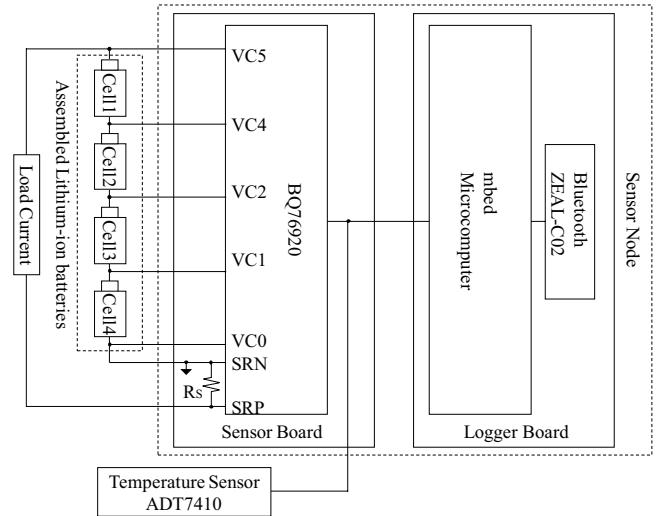 Load Current
Assembled Lithium-ion batteries
Cell1
Cell2
Cell3
Cell4
VC5
VC4
VC2
VC1
VC0
SRN
Rs
SRP
BQ76920
Sensor Board
mbed
Microcomputer
Bluetooth
ZEAL-C02
Logger Board
Sensor Node
Temperature Sensor
ADT7410